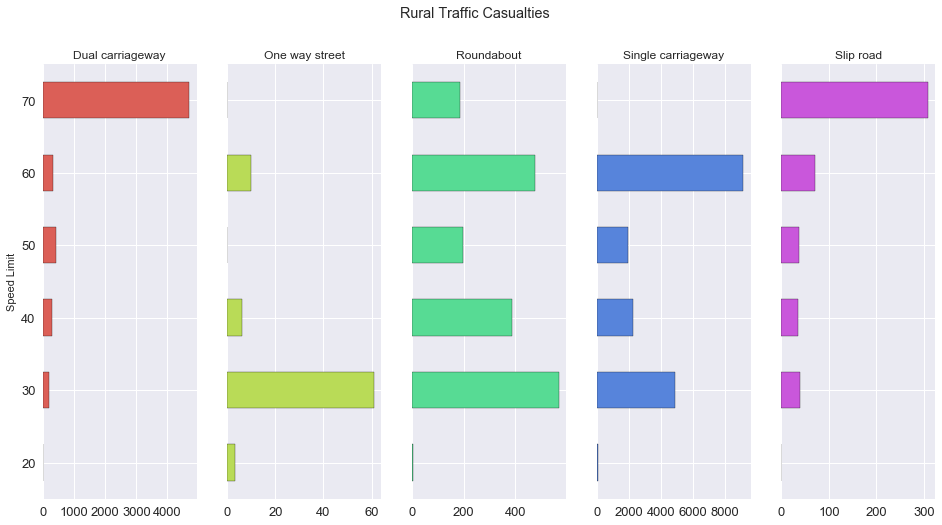 Rural Traffic Casualties
Dual carriageway One way street Roundabout Single carriageway Slip road
Speed Limit
70
60
50
40
30
20
0 1000 2000 3000 4000 0 20 40 60 0 200 400 0 2000 4000 6000 8000 0 100 200 300